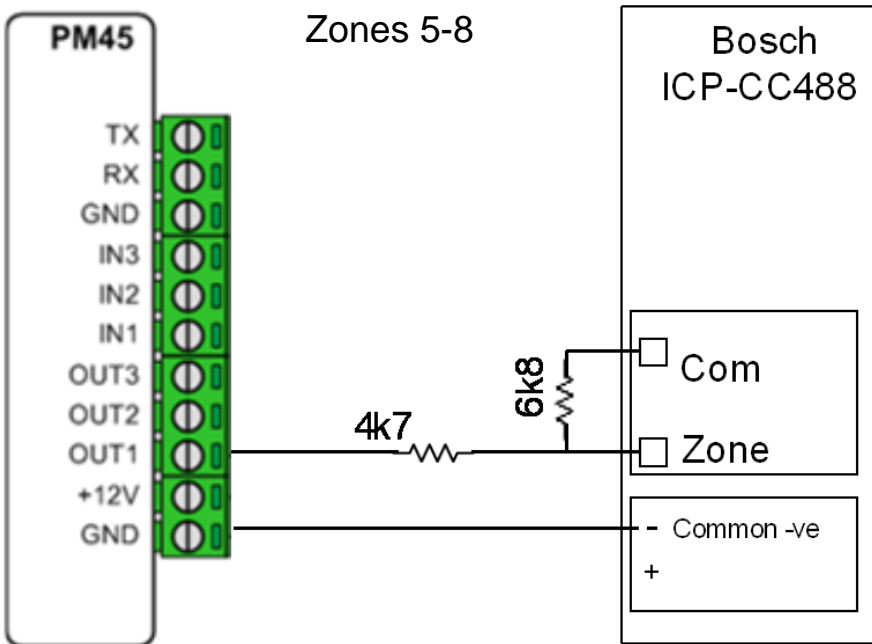 PM45
Zones 5-8
Bosch
ICP-CC488
TX
RX
GND
IN3
IN2
IN1
OUT3
OUT2
OUT1
+12V
GND
4k7
6k8
Com
Zone
- Common -ve
+